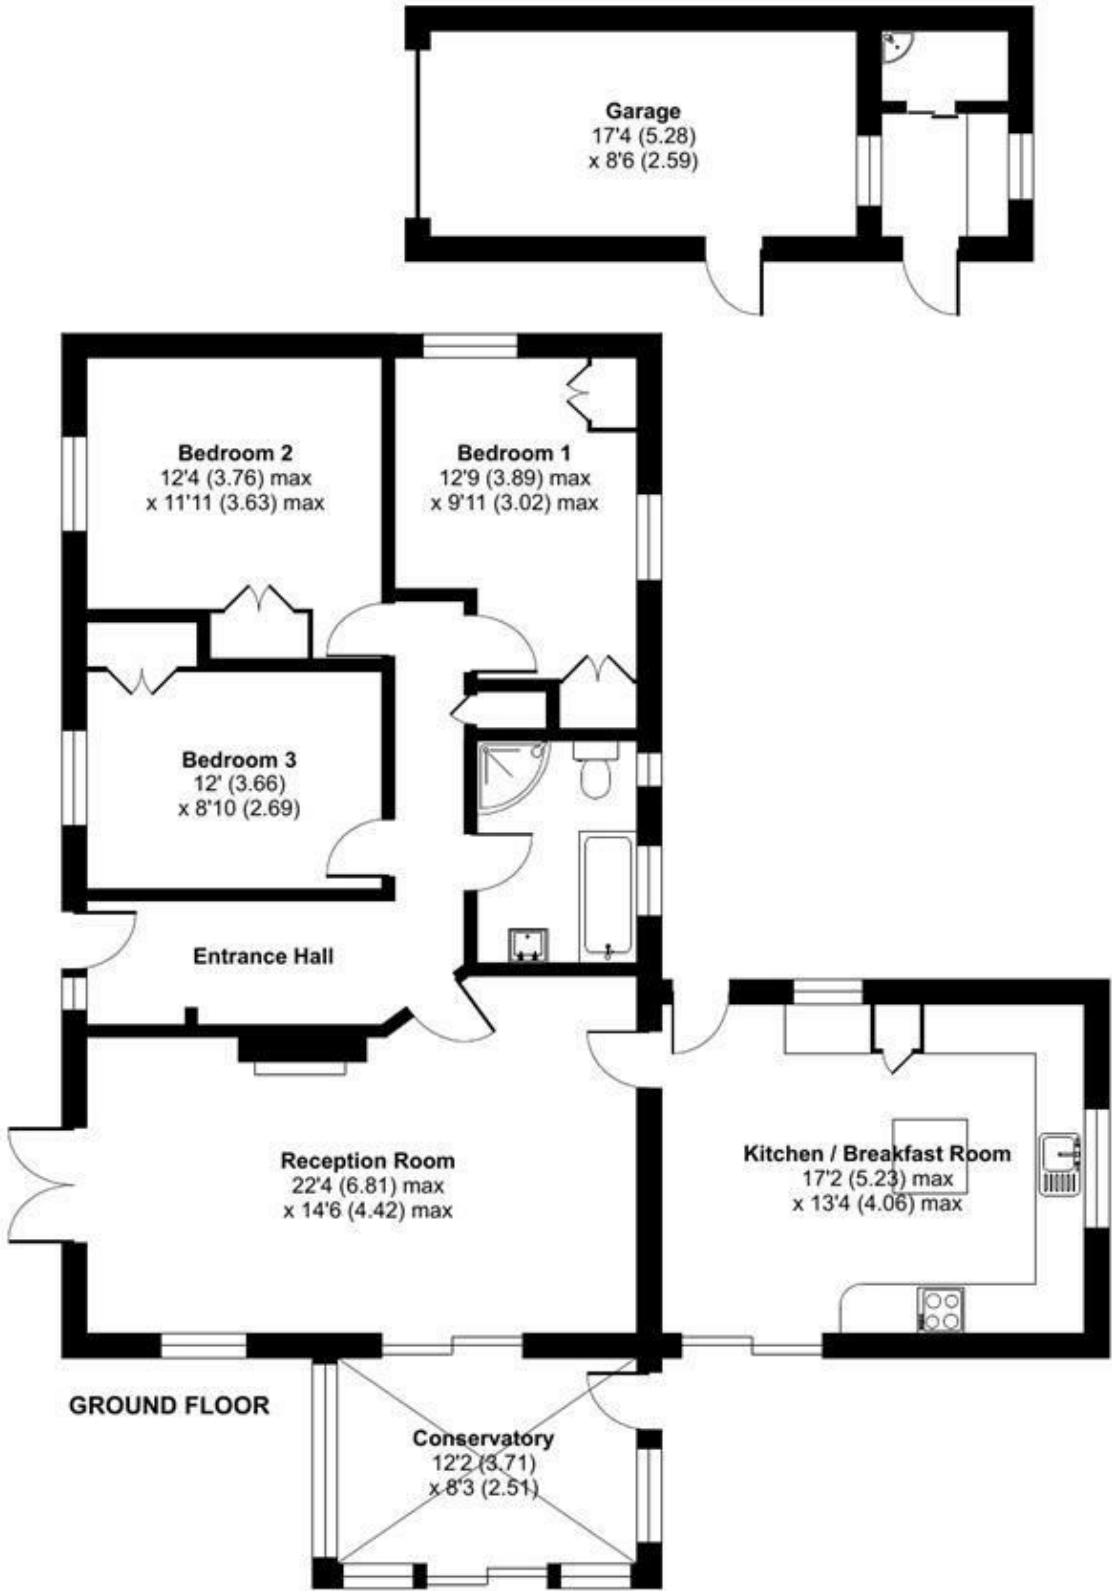 Garage
17'4 (5.28)
x 8'6 (2.59)
Bedroom 2
12'4 (3.76) max
x 11'11 (3.63) max
Bedroom 1
12'9 (3.89) max
x 9'11 (3.02) max
Bedroom 3
12' (3.66)
x 8'10 (2.69)
Entrance Hall
Reception Room
22'4 (6.81) max
x 14'6 (4.42) max
Kitchen / Breakfast Room
17'2 (5.23) max
x 13'4 (4.06) max
GROUND FLOOR
Conservatory
12'2 (3.71)
x 8'3 (2.51)